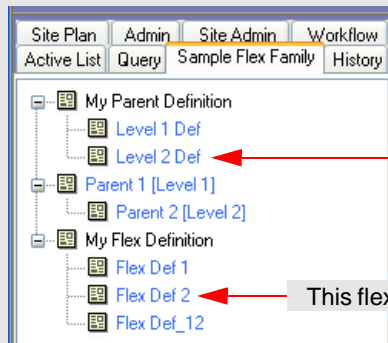 Site Plan Admin Site Admin Workflow
Active List Query Sample Flex Family History
My Parent Definition
Level 1 Def
Level 2 Def
Parent 1 [Level 1]
Parent 2 [Level 2]
My Flex Definition
Flex Def 1
Flex Def 2 This flex
Flex Def_12